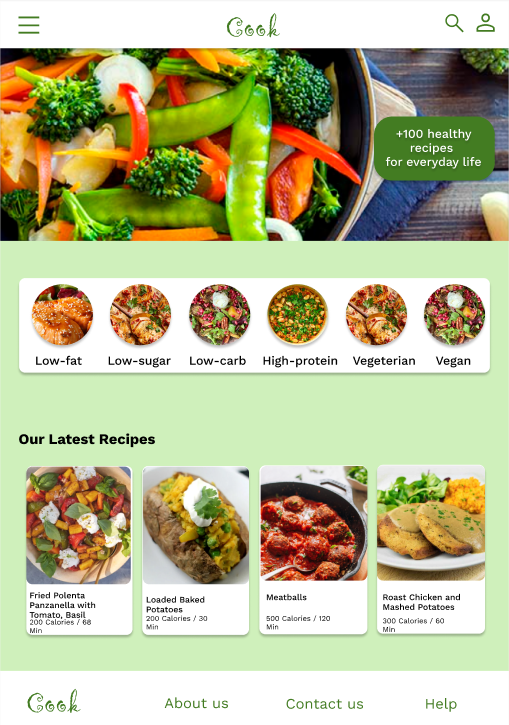 Cook
+100 healthy
recipes
for everyday life
Low-fat
Low-sugar
Low-carb
High-protein
Vegeterian
Vegan
Our Latest Recipes
Fried Polenta
Panzanella with
Tomato, Basil
200 Calories / 68
Min
Loaded Baked
Potatoes
200 Calories / 30
Min
Meatballs
500 Calories / 120
Min
Roast Chicken and
Mashed Potatoes
300 Calories / 60
Min
Cook
About us
Contact us
Help